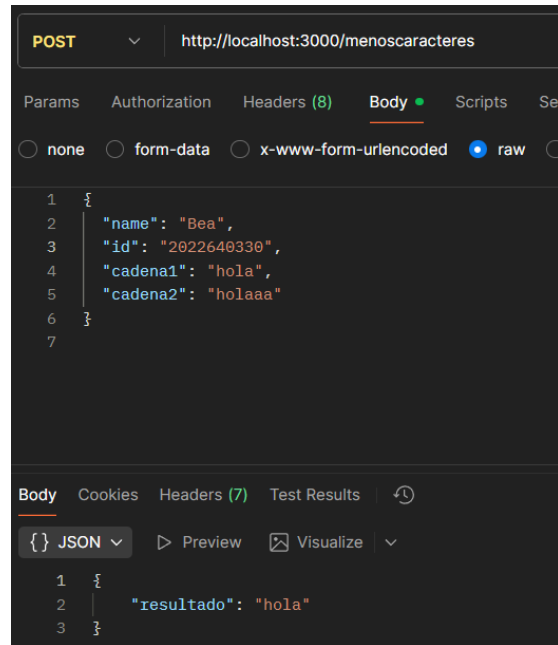 POST http://localhost:3000/menoscaracteres
Params Authorization Headers (8) Body Scripts Se
none form-data x-www-form-urlencoded raw
1 {
2 "name": "Bea",
3 "id": "2022640330",
4 "cadena1": "hola",
5 "cadena2": "holaaa"
6 }
7
Body Cookies Headers (7) Test Results
{} JSON Preview Visualize
1 {
2 "resultado": "hola"
3 }